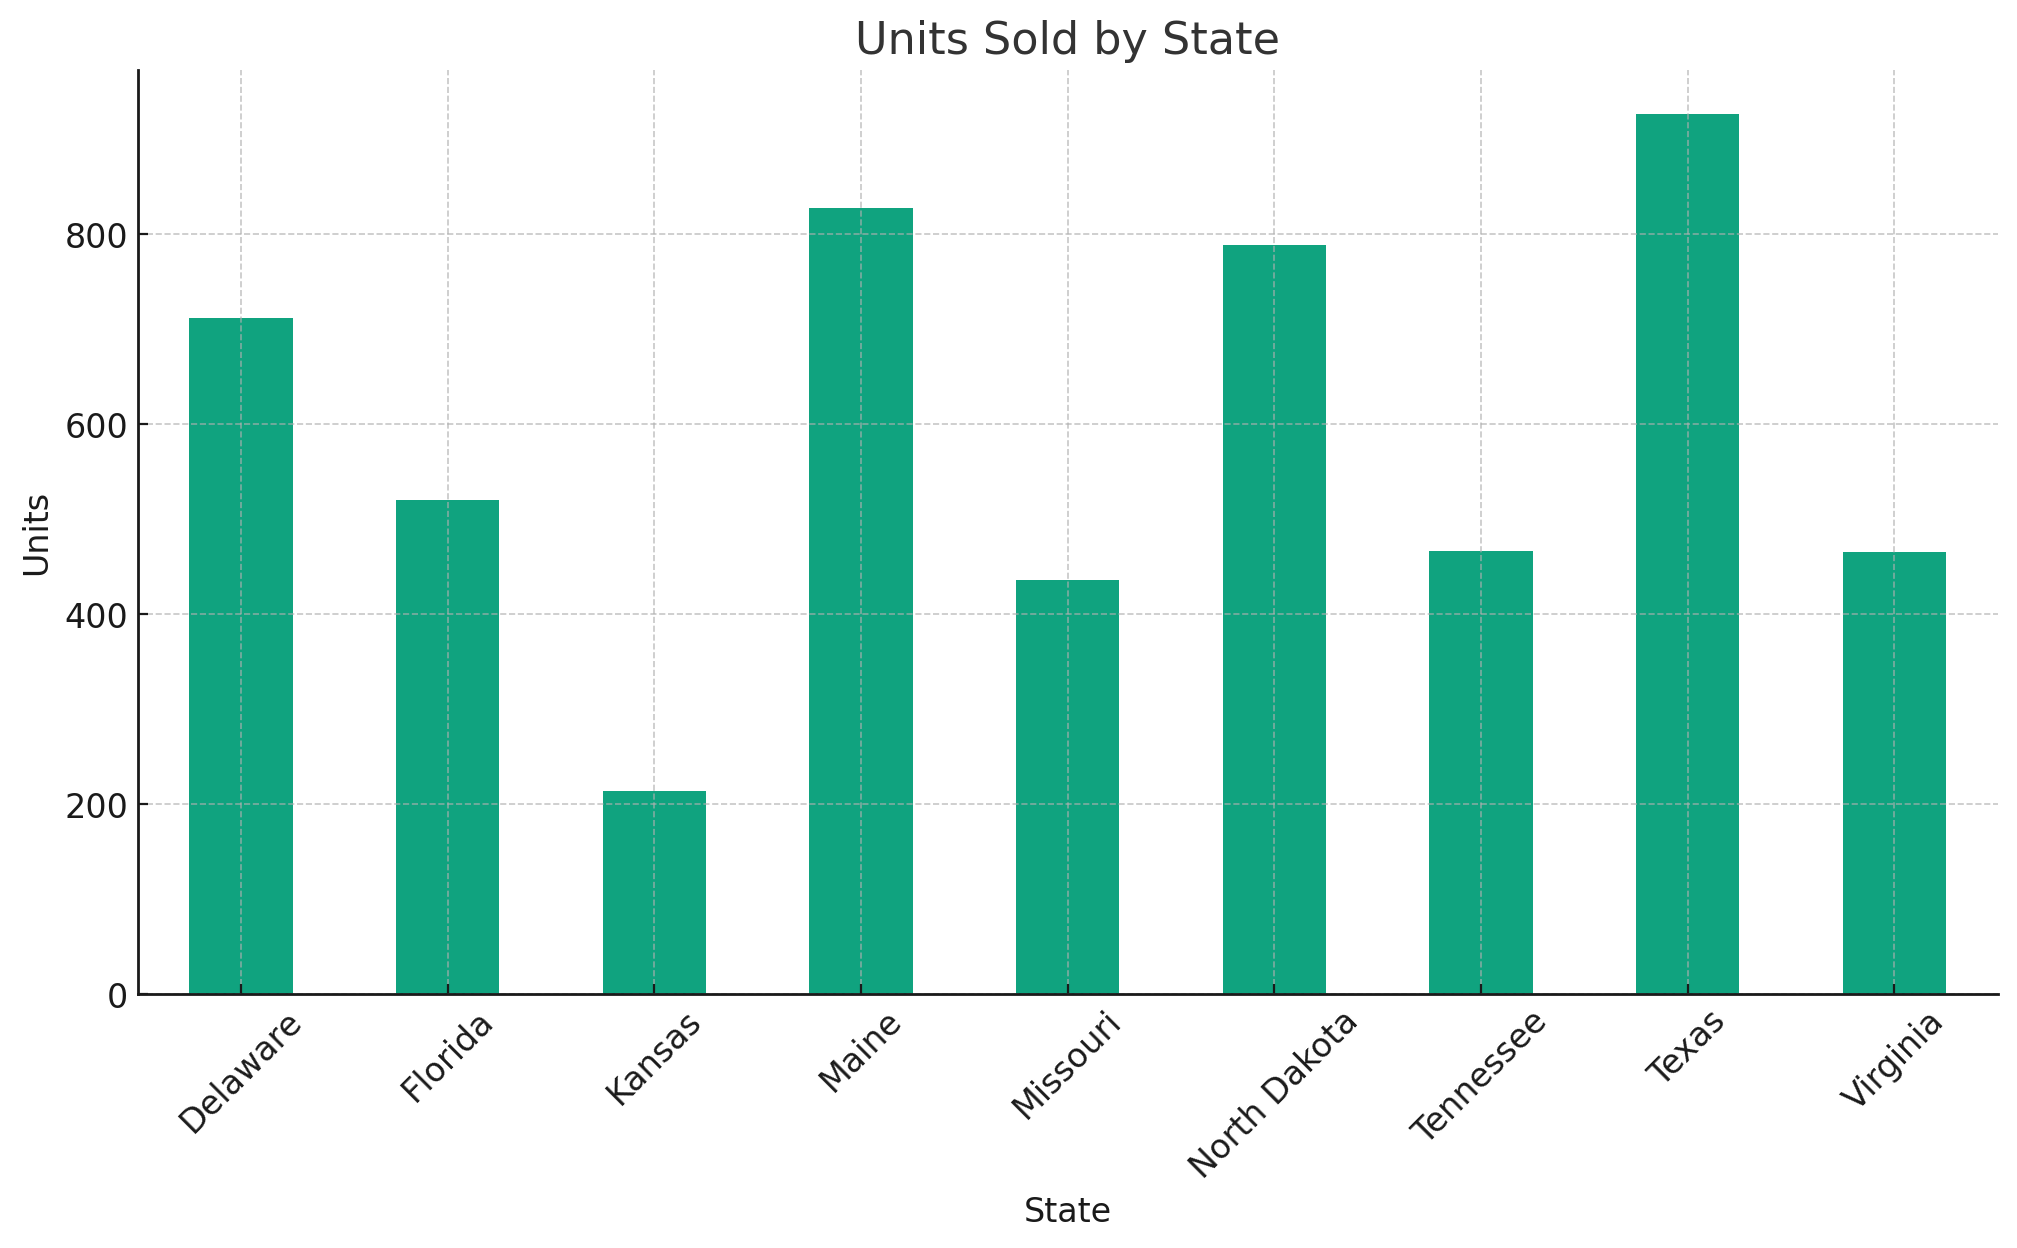 Units Sold by State
Units
800
600
400
200
0
Delaware
Florida
Kansas
Maine
Missouri
North Dakota
Tennessee
Texas
Virginia
State